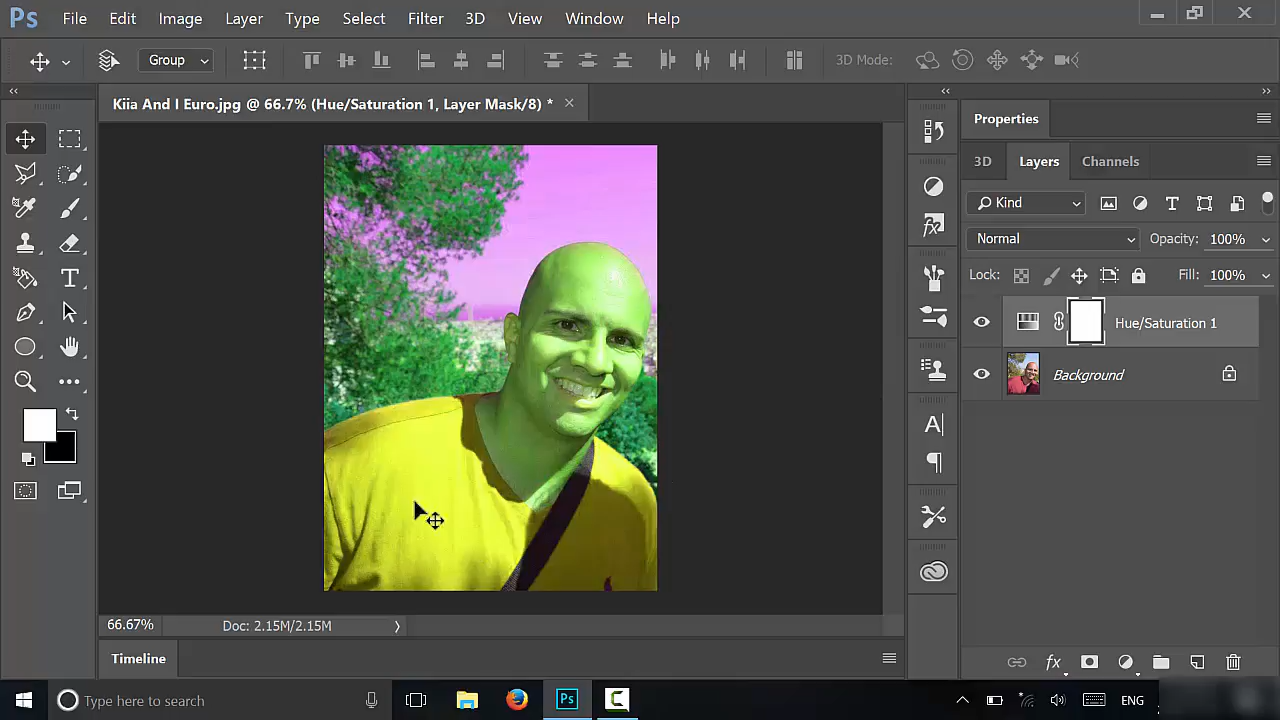 Ps File Edit Image Layer Type Select Filter 3D View Window Help
Group 3D Mode:
Kiia And I Euro.jpg @ 66.7% (Hue/Saturation 1, Layer Mask/8) *
Properties
3D Layers Channels
Kind
Normal Opacity: 100%
Lock: Fill: 100%
Hue/Saturation 1
Background
66.67% Doc: 2.15M/2.15M
Timeline
Type here to search Ps ENG